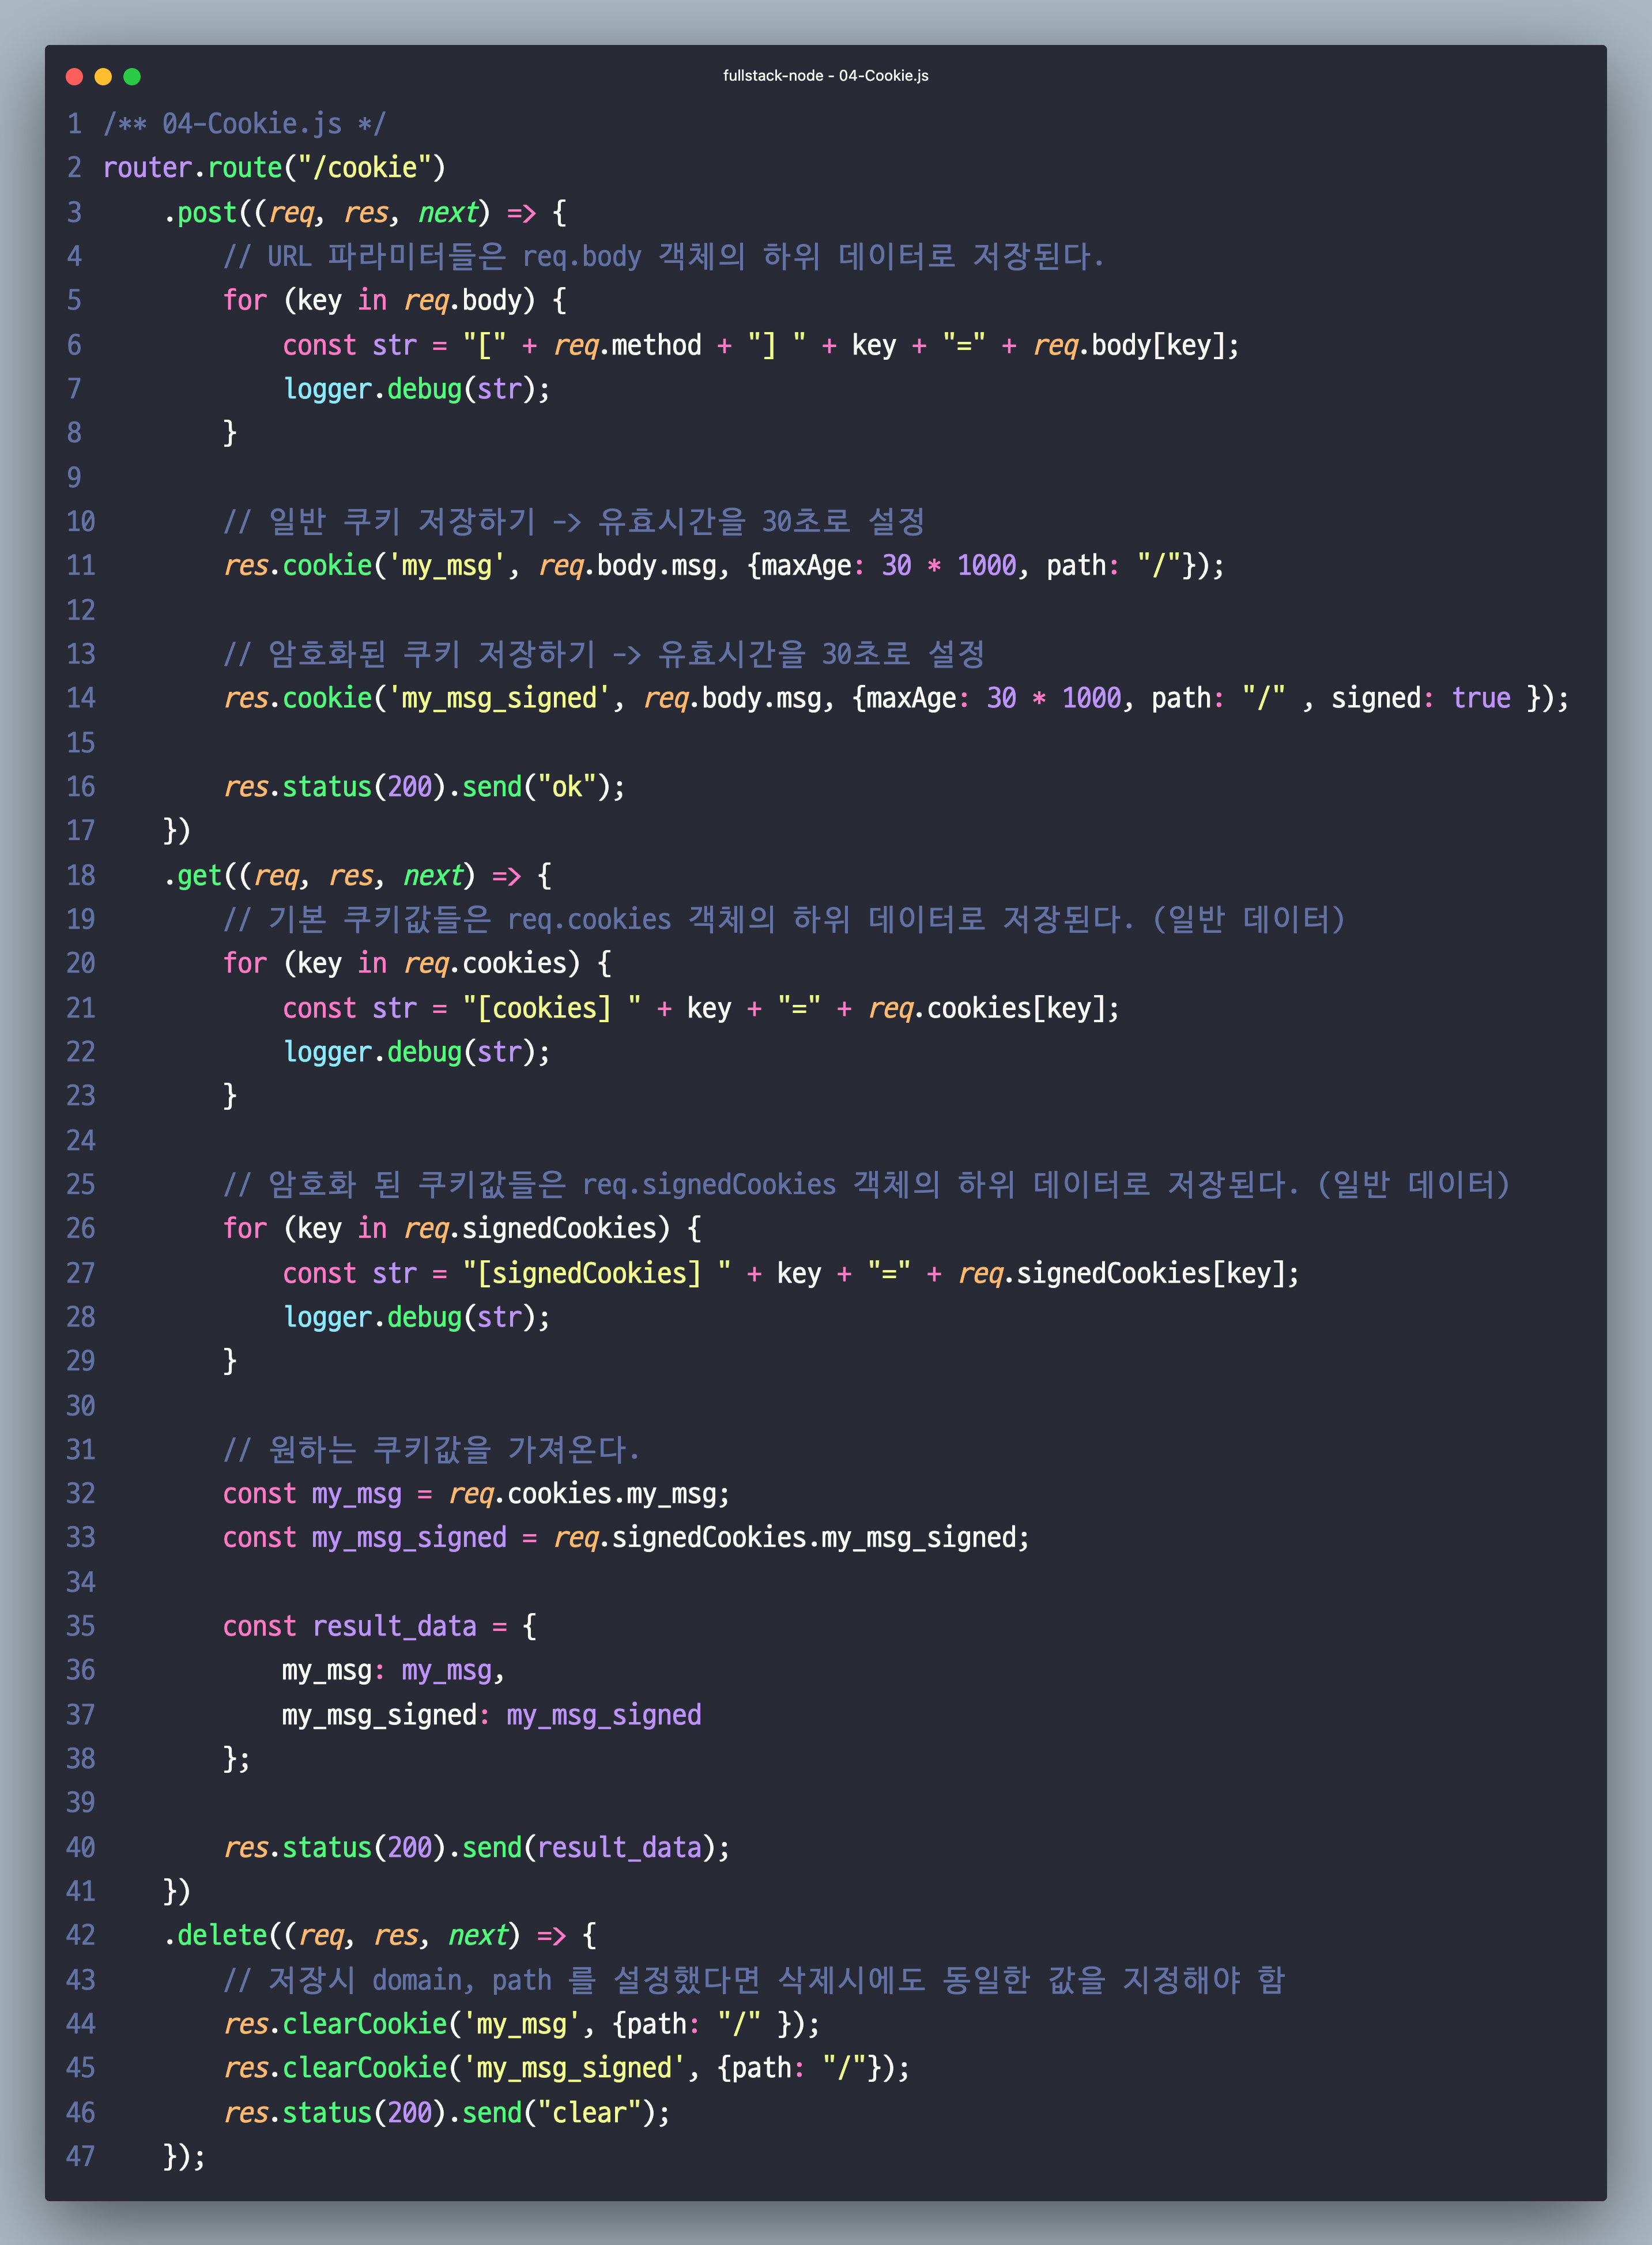 fullstack-node - 04-Cookie.js
1 /** 04-Cookie.js */
2 router.route("/cookie")
3     .post((req, res, next) => {
4         // URL 파라미터들은 req.body 객체의 하위 데이터로 저장된다.
5         for (key in req.body) {
6             const str = "[" + req.method + "] " + key + "=" + req.body[key];
7             logger.debug(str);
8         }
9
10         // 일반 쿠키 저장하기 -> 유효시간을 30초로 설정
11         res.cookie('my_msg', req.body.msg, {maxAge: 30 * 1000, path: "/"});
12
13         // 암호화된 쿠키 저장하기 -> 유효시간을 30초로 설정
14         res.cookie('my_msg_signed', req.body.msg, {maxAge: 30 * 1000, path: "/" , signed: true });
15
16         res.status(200).send("ok");
17     })
18     .get((req, res, next) => {
19         // 기본 쿠키값들은 req.cookies 객체의 하위 데이터로 저장된다. (일반 데이터)
20         for (key in req.cookies) {
21             const str = "[cookies] " + key + "=" + req.cookies[key];
22             logger.debug(str);
23         }
24
25         // 암호화 된 쿠키값들은 req.signedCookies 객체의 하위 데이터로 저장된다. (일반 데이터)
26         for (key in req.signedCookies) {
27             const str = "[signedCookies] " + key + "=" + req.signedCookies[key];
28             logger.debug(str);
29         }
30
31         // 원하는 쿠키값을 가져온다.
32         const my_msg = req.cookies.my_msg;
33         const my_msg_signed = req.signedCookies.my_msg_signed;
34
35         const result_data = {
36             my_msg: my_msg,
37             my_msg_signed: my_msg_signed
38         };
39
40         res.status(200).send(result_data);
41     })
42     .delete((req, res, next) => {
43         // 저장시 domain, path 를 설정했다면 삭제시에도 동일한 값을 지정해야 함
44         res.clearCookie('my_msg', {path: "/" });
45         res.clearCookie('my_msg_signed', {path: "/"});
46         res.status(200).send("clear");
47     });